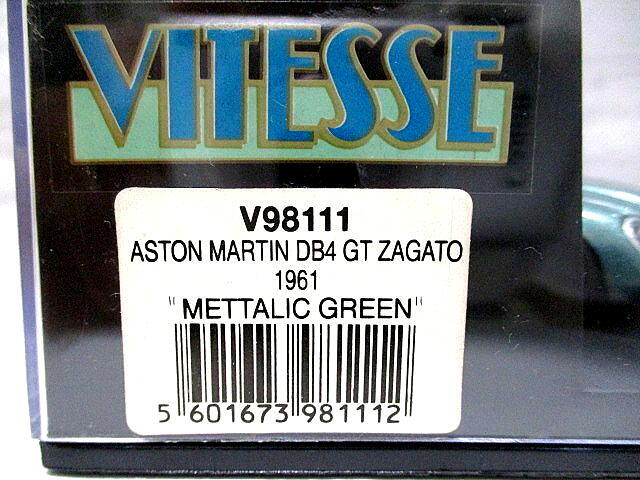 VITESSE
V98111
ASTON MARTIN DB4 GT ZAGATO
1961
"METTALIC GREEN"
5 601673 981112